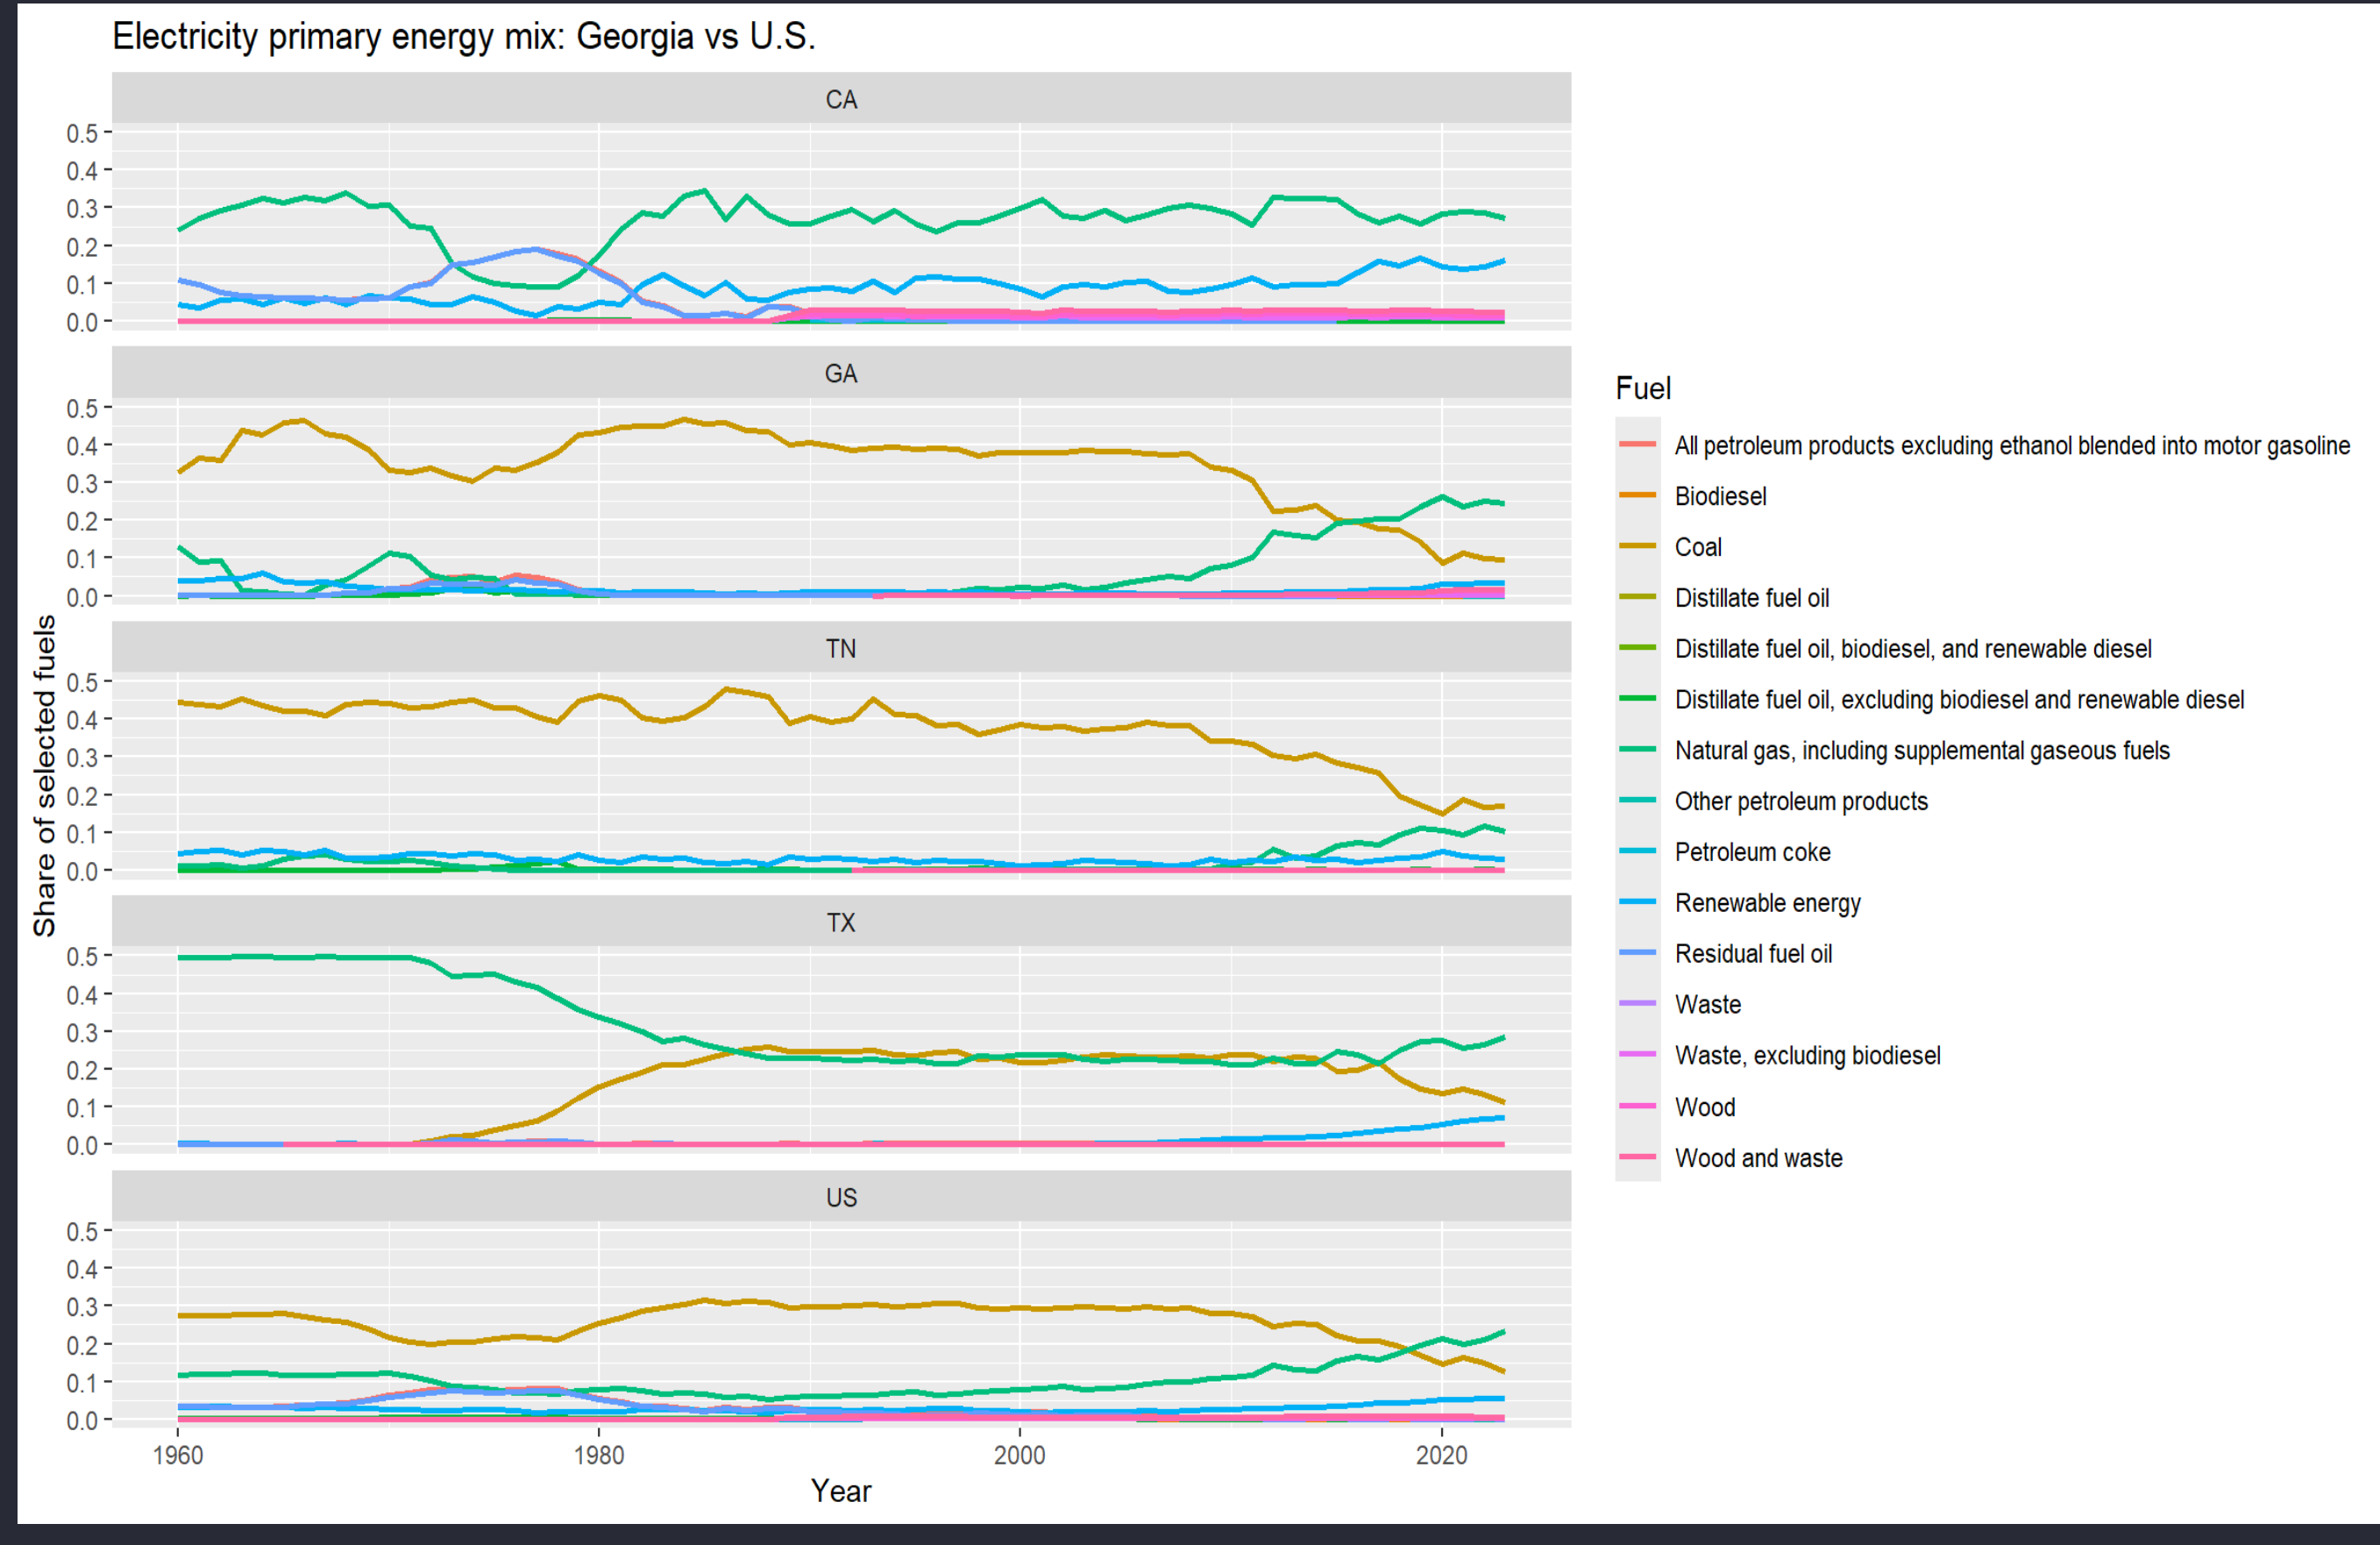 Electricity primary energy mix: Georgia vs U.S.
CA
0.5
0.4
0.3
0.2
0.1
0.0
GA
0.5
0.4
0.3
0.2
0.1
0.0
TN
0.5
0.4
0.3
0.2
0.1
0.0
TX
0.5
0.4
0.3
0.2
0.1
0.0
US
0.5
0.4
0.3
0.2
0.1
0.0
1960
1980
2000
2020
Year
Share of selected fuels
Fuel
All petroleum products excluding ethanol blended into motor gasoline
Biodiesel
Coal
Distillate fuel oil
Distillate fuel oil, biodiesel, and renewable diesel
Distillate fuel oil, excluding biodiesel and renewable diesel
Natural gas, including supplemental gaseous fuels
Other petroleum products
Petroleum coke
Renewable energy
Residual fuel oil
Waste
Waste, excluding biodiesel
Wood
Wood and waste